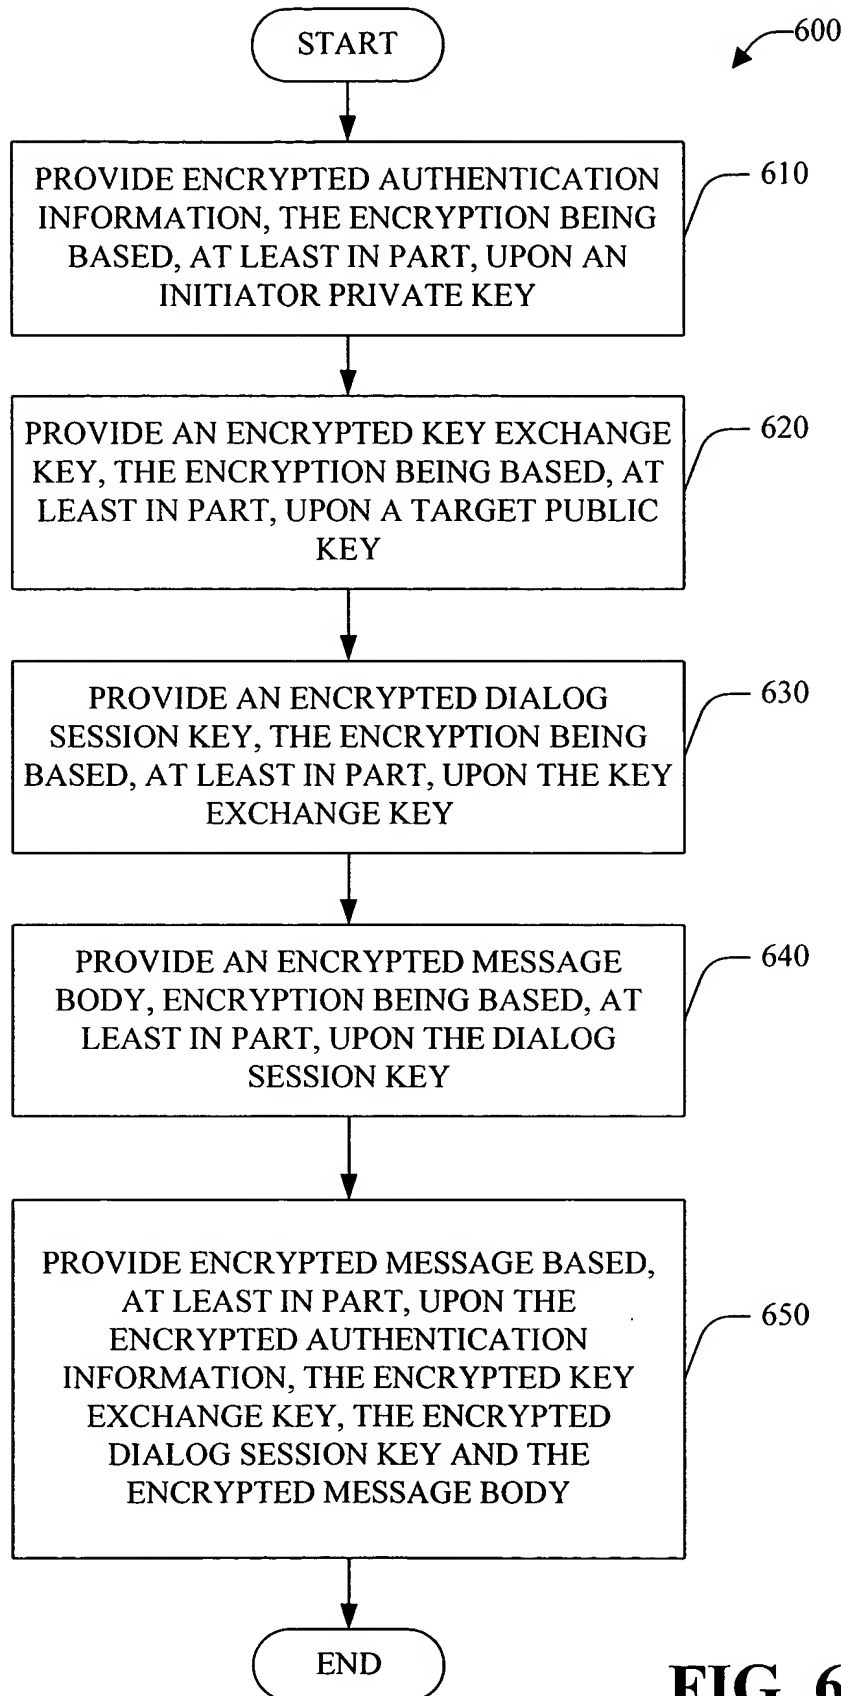 START
600
PROVIDE ENCRYPTED AUTHENTICATION
INFORMATION, THE ENCRYPTION BEING
BASED, AT LEAST IN PART, UPON AN
INITIATOR PRIVATE KEY
610
PROVIDE AN ENCRYPTED KEY EXCHANGE
KEY, THE ENCRYPTION BEING BASED, AT
LEAST IN PART, UPON A TARGET PUBLIC
KEY
620
PROVIDE AN ENCRYPTED DIALOG
SESSION KEY, THE ENCRYPTION BEING
BASED, AT LEAST IN PART, UPON THE KEY
EXCHANGE KEY
630
PROVIDE AN ENCRYPTED MESSAGE
BODY, ENCRYPTION BEING BASED, AT
LEAST IN PART, UPON THE DIALOG
SESSION KEY
640
PROVIDE ENCRYPTED MESSAGE BASED,
AT LEAST IN PART, UPON THE
ENCRYPTED AUTHENTICATION
INFORMATION, THE ENCRYPTED KEY
EXCHANGE KEY, THE ENCRYPTED
DIALOG SESSION KEY AND THE
ENCRYPTED MESSAGE BODY
650
END
FIG. 6